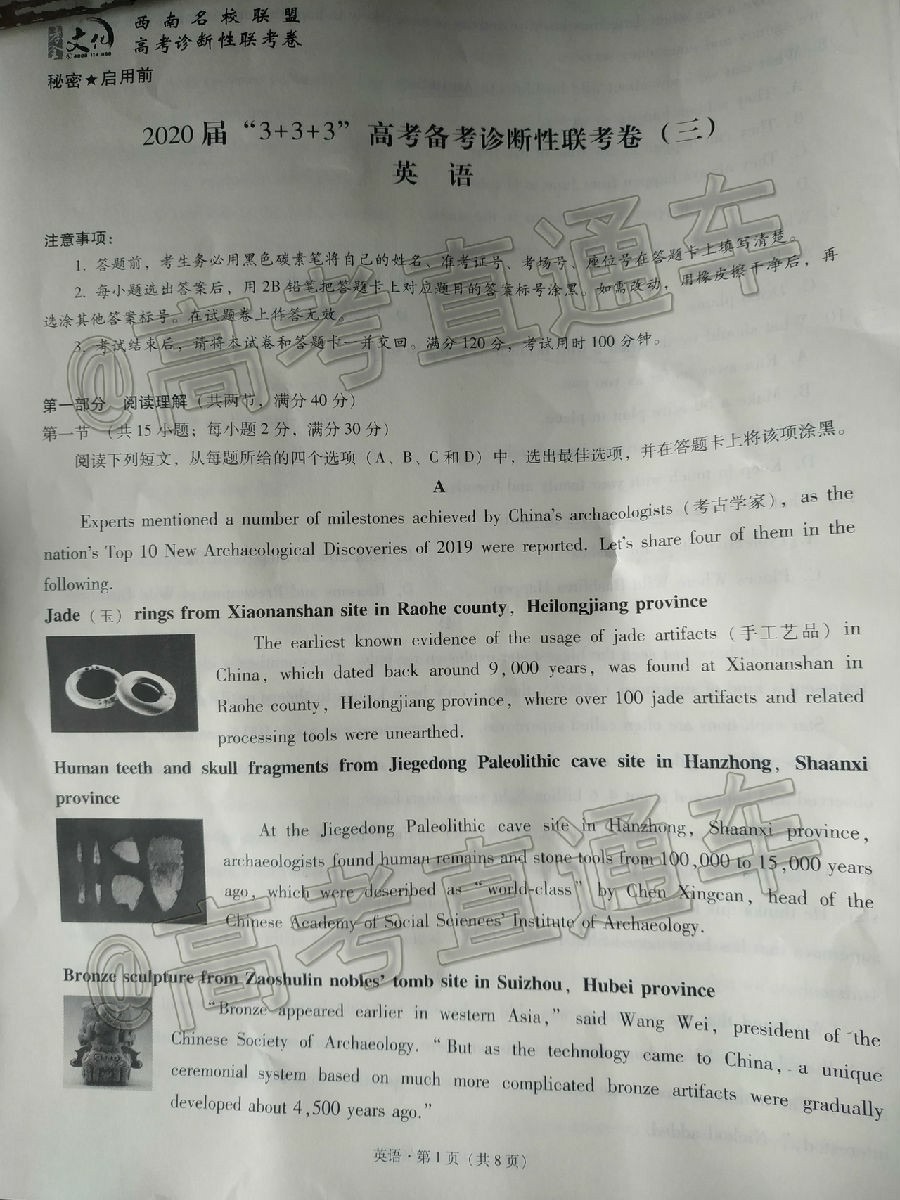 文化
西南名校联盟
高考诊断性联考卷
秘密★启用前
2020届“3+3+3”高考备考诊断性联考卷（三）
英 语
注意事项：
1. 答题前，考生务必用黑色碳素笔将自己的姓名、准考证号、考场号、座位号在答题卡上填写清楚。
2. 每小题选出答案后，用2B铅笔把答题卡上对应题目的答案标号涂黑。如需改动，用橡皮擦干净后，再
选涂其他答案标号。在试题卷上作答无效。
3. 考试结束后，请将本试卷和答题卡一并交回。满分120分，考试用时100分钟。
第一部分 阅读理解（共两节，满分40分）
第一节 （共15小题；每小题2分，满分30分）
阅读下列短文，从每题所给的四个选项（A、B、C和D）中，选出最佳选项，并在答题卡上将该项涂黑。
A
Experts mentioned a number of milestones achieved by China's archaeologists（考古学家），as the
nation's Top 10 New Archaeological Discoveries of 2019 were reported. Let's share four of them in the
following.
Jade（玉）rings from Xiaonanshan site in Raohe county, Heilongjiang province
The earliest known evidence of the usage of jade artifacts（手工艺品）in
China, which dated back around 9,000 years, was found at Xiaonanshan in
Raohe county, Heilongjiang province, where over 100 jade artifacts and related
processing tools were unearthed.
Human teeth and skull fragments from Jiegedong Paleolithic cave site in Hanzhong, Shaanxi
province
At the Jiegedong Paleolithic cave site in Hanzhong, Shaanxi province,
archaeologists found human remains and stone tools from 100,000 to 15,000 years
ago, which were described as “world-class” by Chen Xingcan, head of the
Chinese Academy of Social Sciences' Institute of Archaeology.
Bronze sculpture from Zaoshulin nobles' tomb site in Suizhou, Hubei province
“Bronze appeared earlier in western Asia,” said Wang Wei, president of the
Chinese Society of Archaeology. “But as the technology came to China, a unique
ceremonial system based on much more complicated bronze artifacts were gradually
developed about 4,500 years ago.”
英语·第1页（共8页）
@高考直通车
@高考直通车